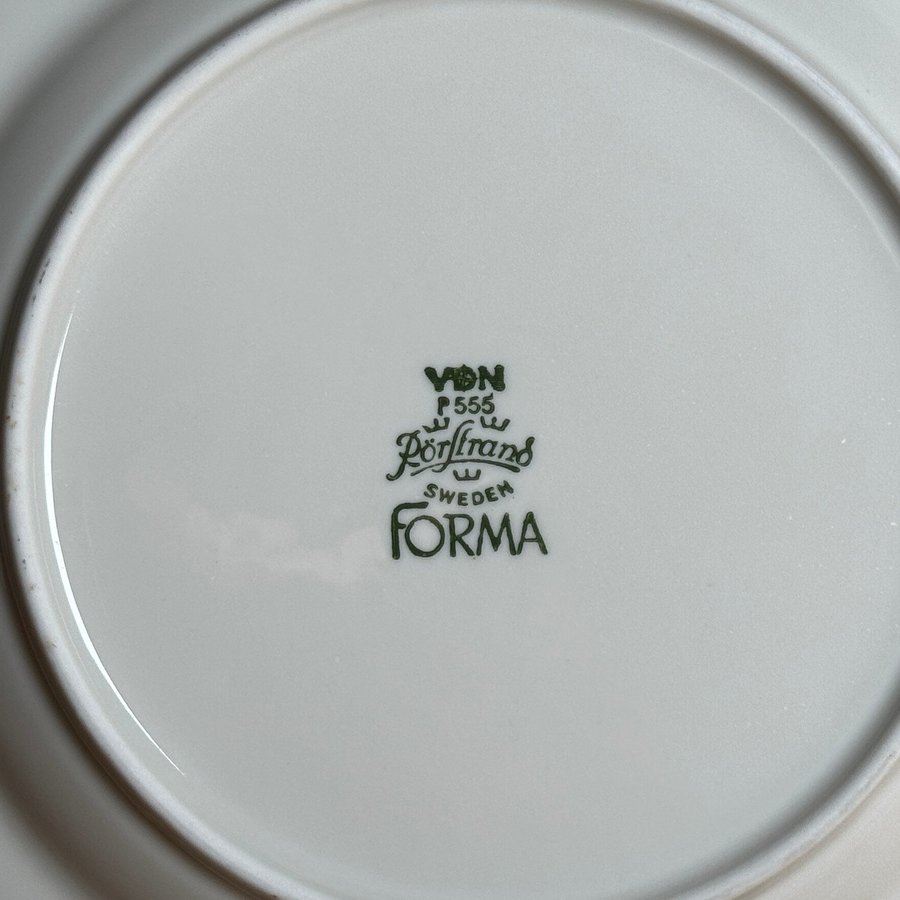 VDN
P 555
Rörstrand
SWEDEN
FORMA